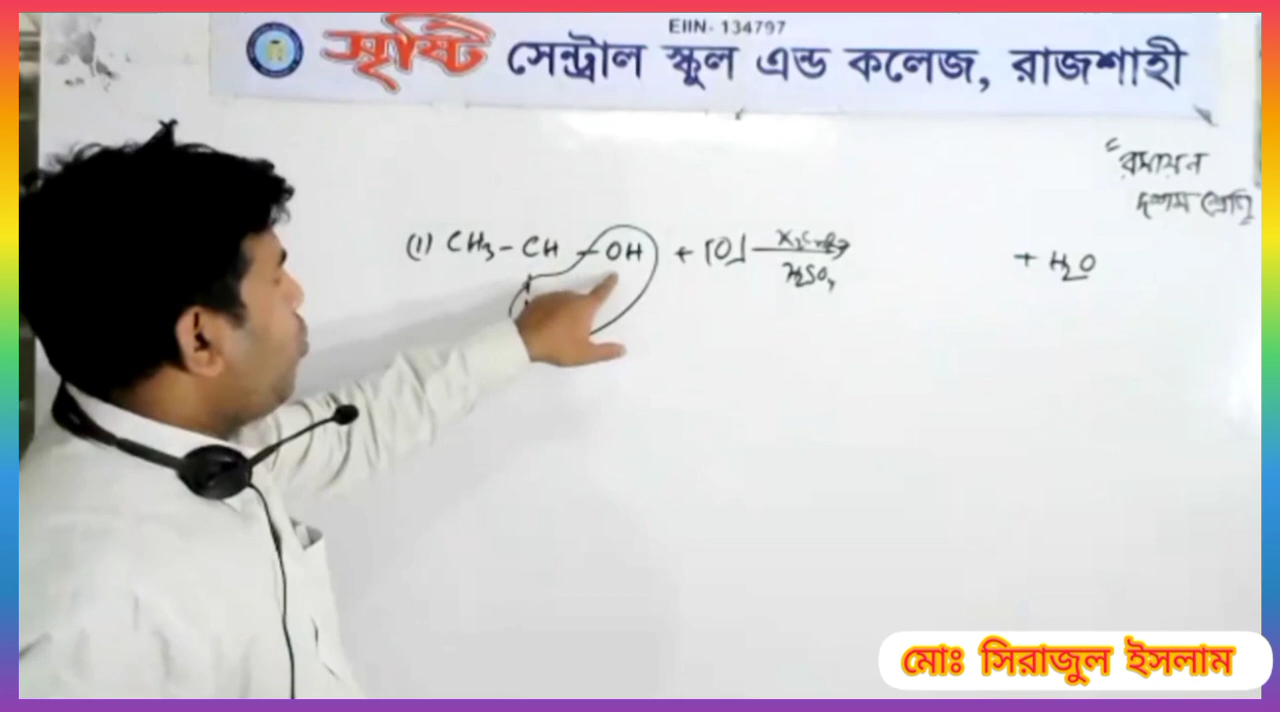 EIIN- 134797
সৃষ্টি সেন্ট্রাল স্কুল এন্ড কলেজ, রাজশাহী
"রসায়ন
দশম শ্রেণি
(1) CH₃ - CH - OH + [O] → + H₂O
H₂SO₄
মোঃ সিরাজুল ইসলাম